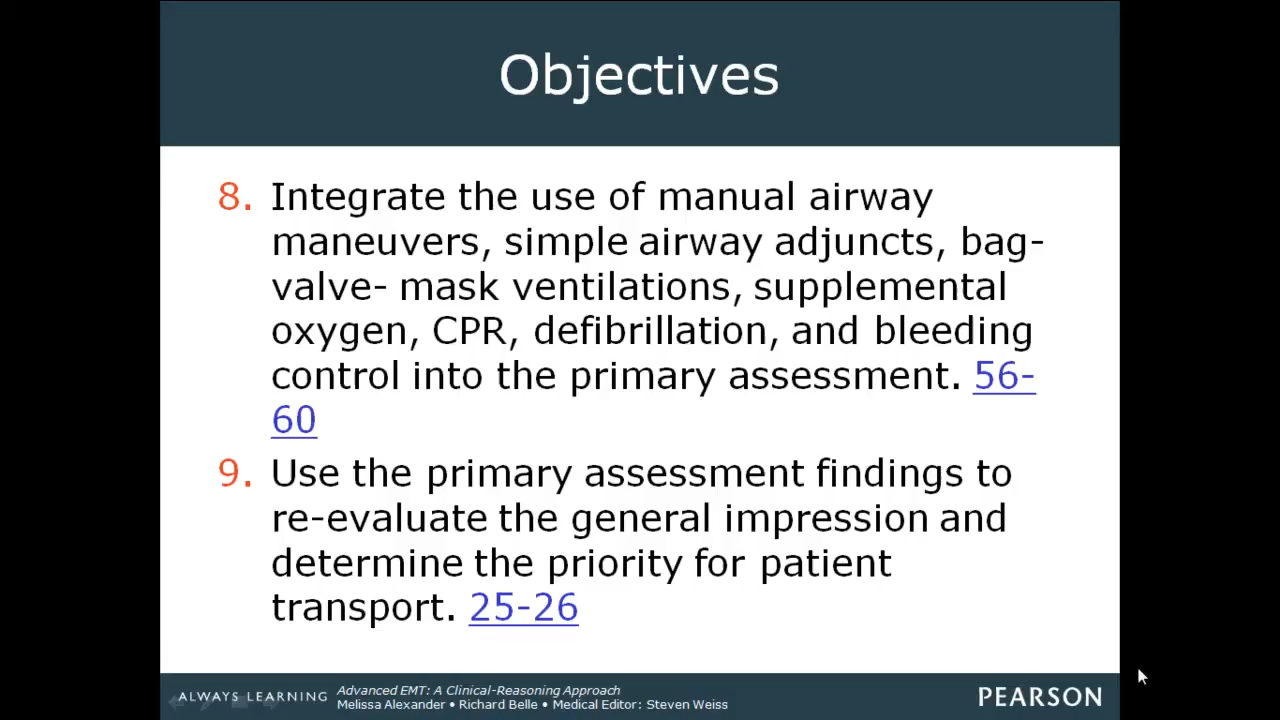 Objectives
8. Integrate the use of manual airway
maneuvers, simple airway adjuncts, bag-
valve- mask ventilations, supplemental
oxygen, CPR, defibrillation, and bleeding
control into the primary assessment. 56-
60
9. Use the primary assessment findings to
re-evaluate the general impression and
determine the priority for patient
transport. 25-26
ALWAYS LEARNING
Advanced EMT: A Clinical-Reasoning Approach
Melissa Alexander • Richard Belle • Medical Editor: Steven Weiss
PEARSON